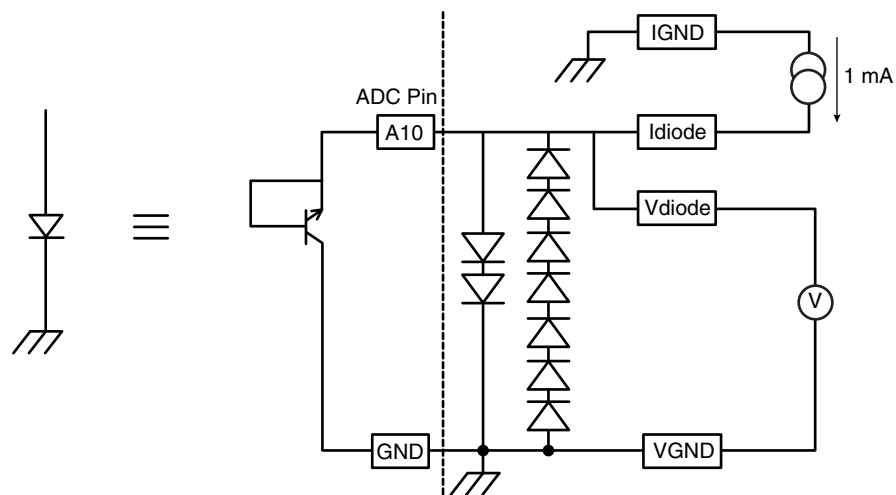 IGND
1 mA
ADC Pin
A10
Idiode
Vdiode
V
GND
VGND